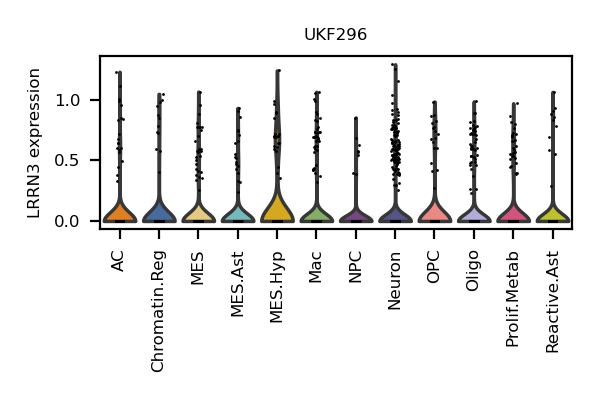 UKF296
LRRN3 expression
1.0
0.5
0.0
AC
Chromatin.Reg
MES
MES.Ast
MES.Hyp
Mac
NPC
Neuron
OPC
Oligo
Prolif.Metab
Reactive.Ast